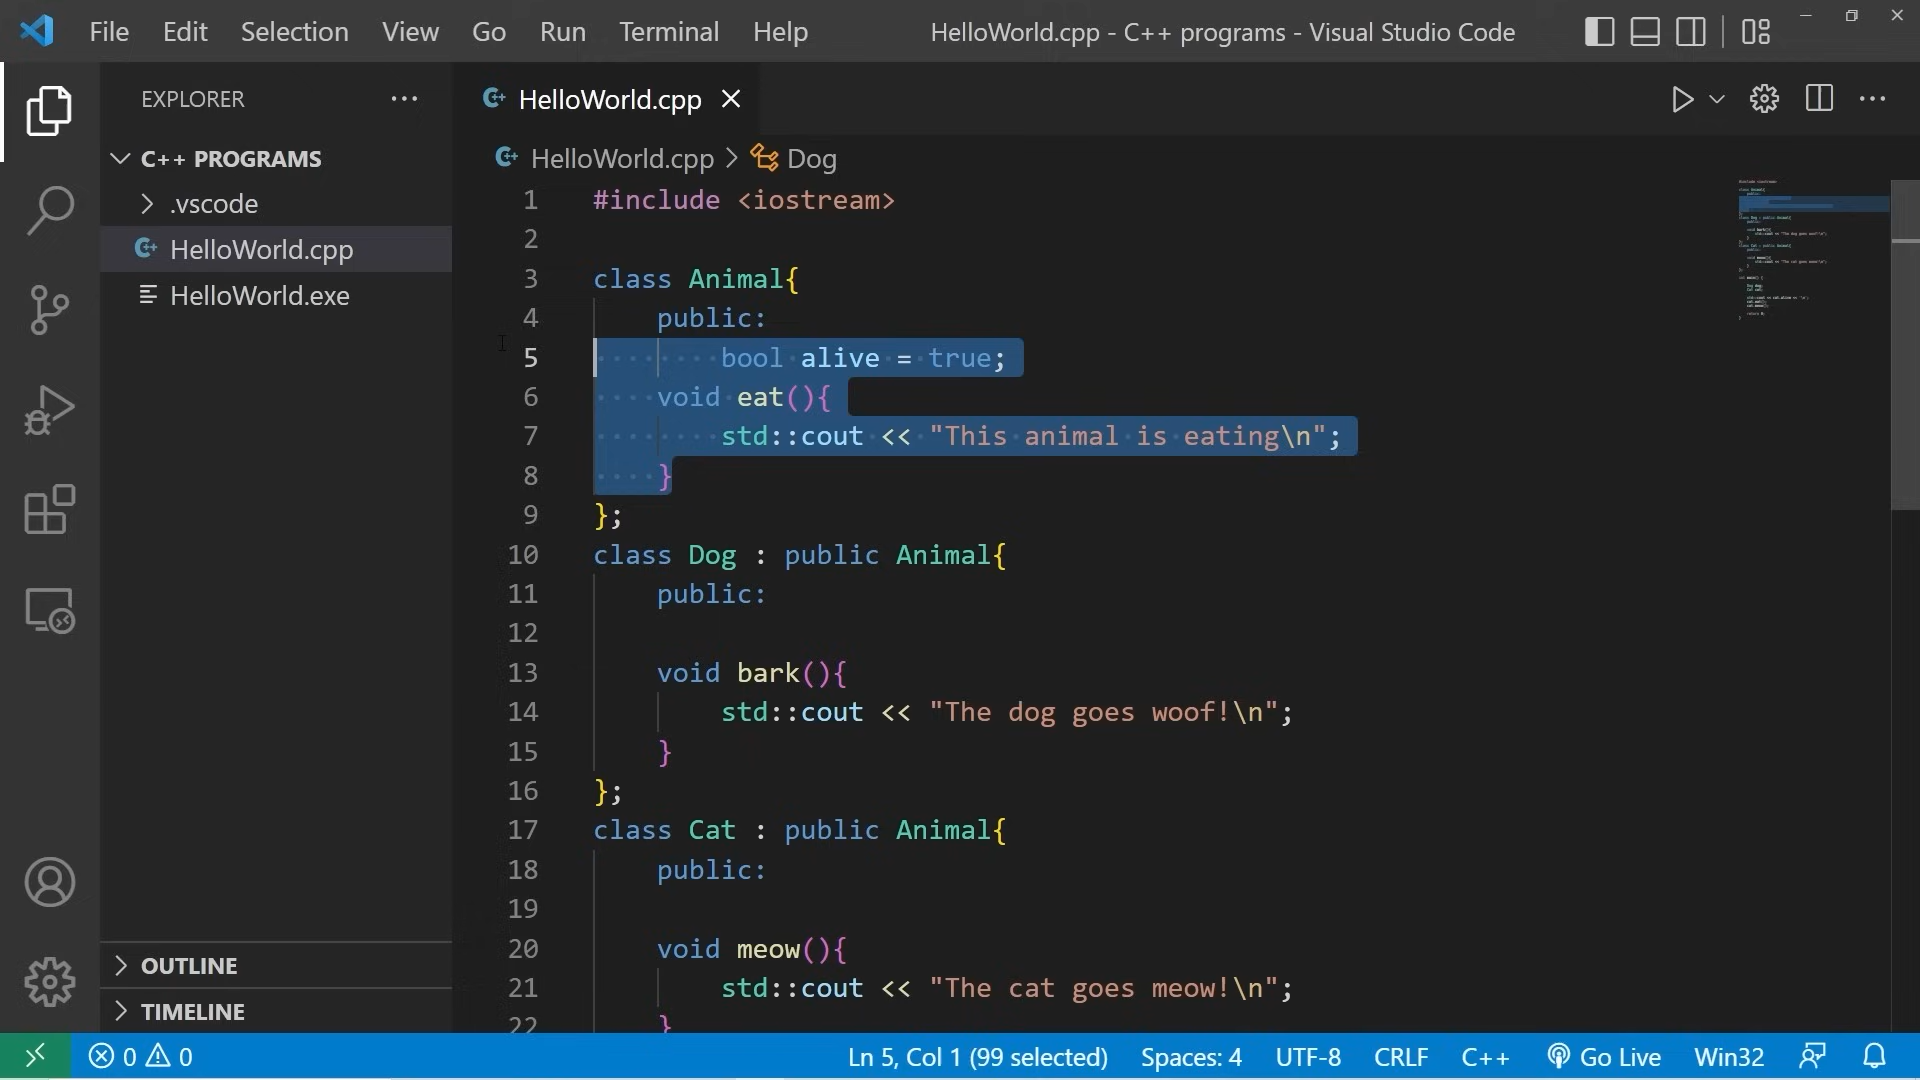 File Edit Selection View Go Run Terminal Help HelloWorld.cpp - C++ programs - Visual Studio Code
EXPLORER
C++ PROGRAMS
.vscode
HelloWorld.cpp
HelloWorld.exe
OUTLINE
TIMELINE
HelloWorld.cpp
HelloWorld.cpp > Dog
1 #include <iostream>
2
3 class Animal{
4 public:
5 bool alive = true;
6 void eat(){
7 std::cout << "This animal is eating\n";
8 }
9 };
10 class Dog : public Animal{
11 public:
12
13 void bark(){
14 std::cout << "The dog goes woof!\n";
15 }
16 };
17 class Cat : public Animal{
18 public:
19
20 void meow(){
21 std::cout << "The cat goes meow!\n";
22 }
0 0 Ln 5, Col 1 (99 selected) Spaces: 4 UTF-8 CRLF C++ Go Live Win32